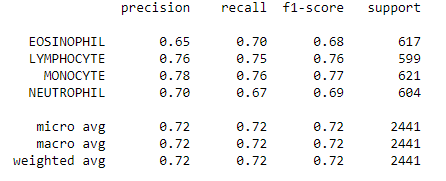 precision recall f1-score support
EOSINOPHIL 0.65 0.70 0.68 617
LYMPHOCYTE 0.76 0.75 0.76 599
MONOCYTE 0.78 0.76 0.77 621
NEUTROPHIL 0.70 0.67 0.69 604
micro avg 0.72 0.72 0.72 2441
macro avg 0.72 0.72 0.72 2441
weighted avg 0.72 0.72 0.72 2441